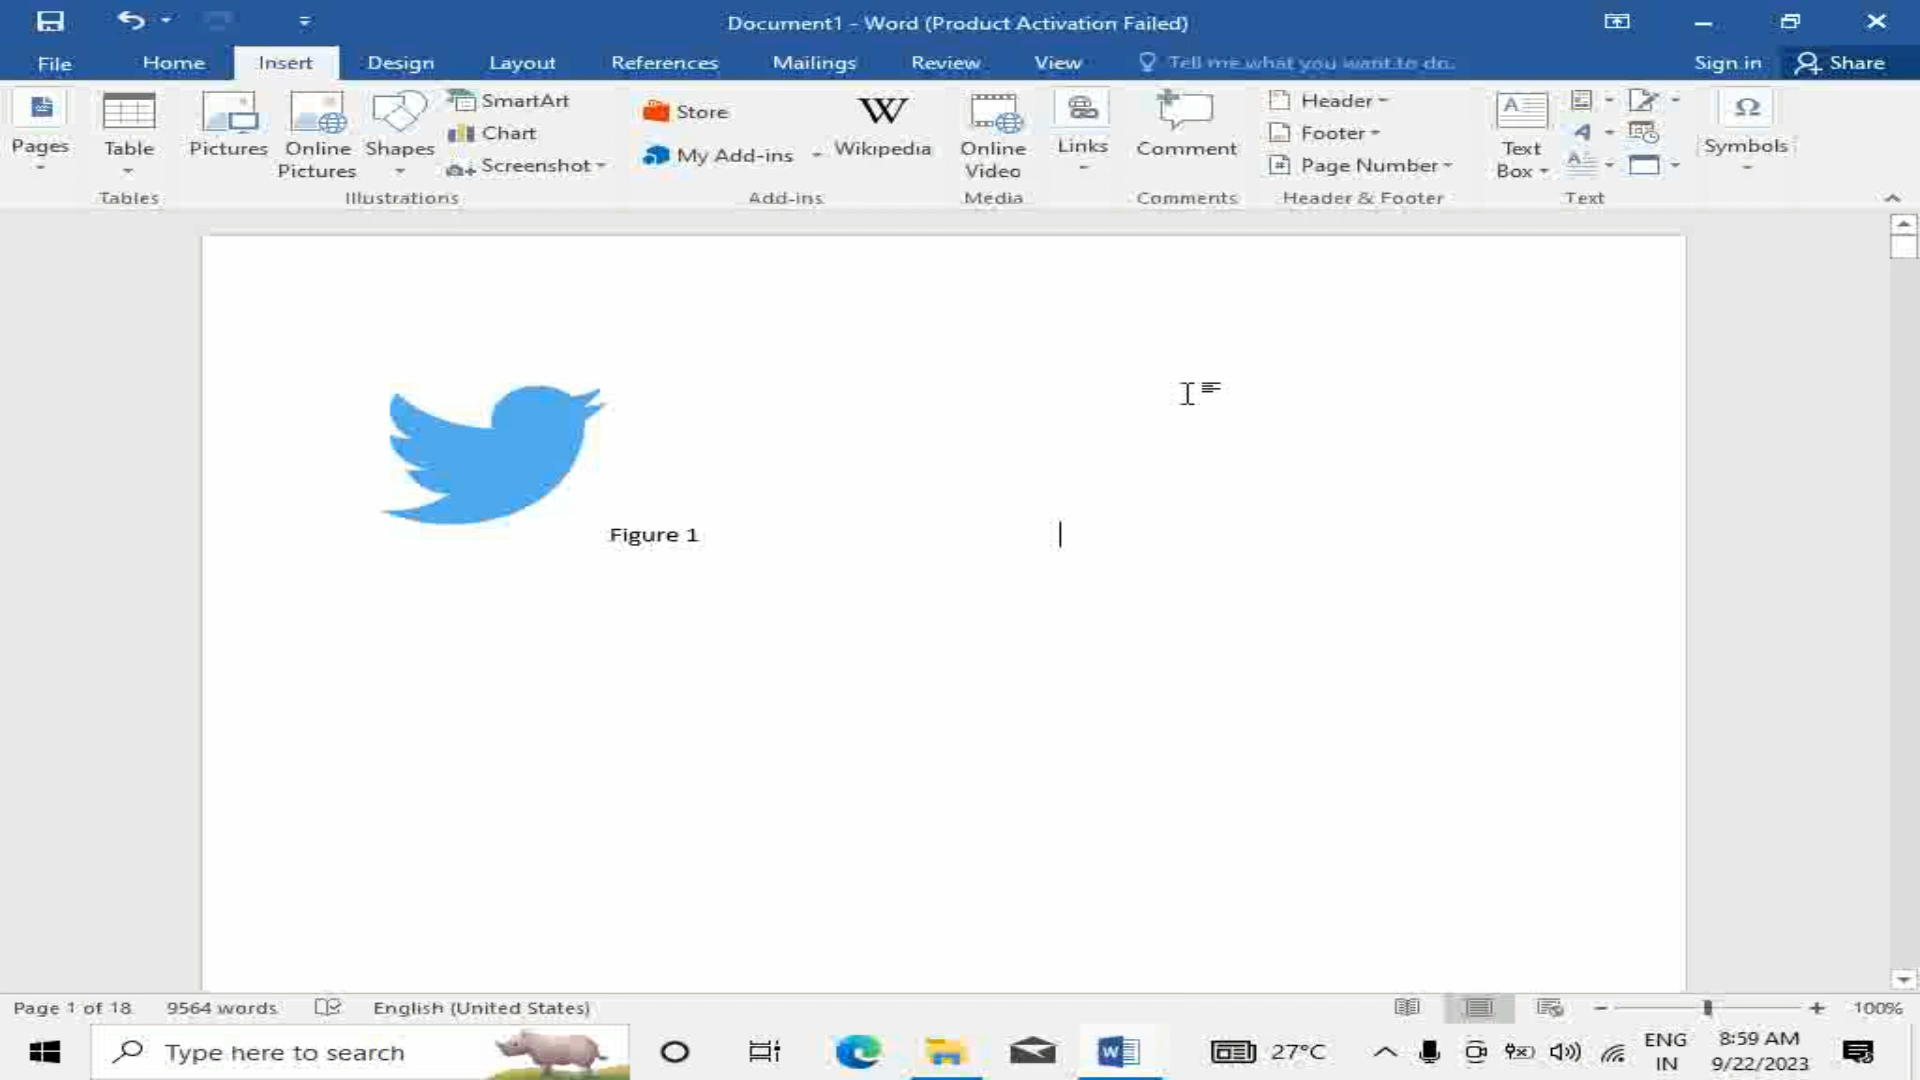 Document1 - Word (Product Activation Failed)
File Home Insert Design Layout References Mailings Review View Tell me what you want to do. Sign in Share
Pages Table Pictures Online Pictures Shapes SmartArt Chart Screenshot Store My Add-ins W Wikipedia Online Video Links Comment Header Footer Page Number Text Box Ω Symbols
Tables Illustrations Add-ins Media Comments Header & Footer Text
Figure 1
Page 1 of 18 9564 words English (United States) 100%
Type here to search 27°C ENG IN 8:59 AM 9/22/2023